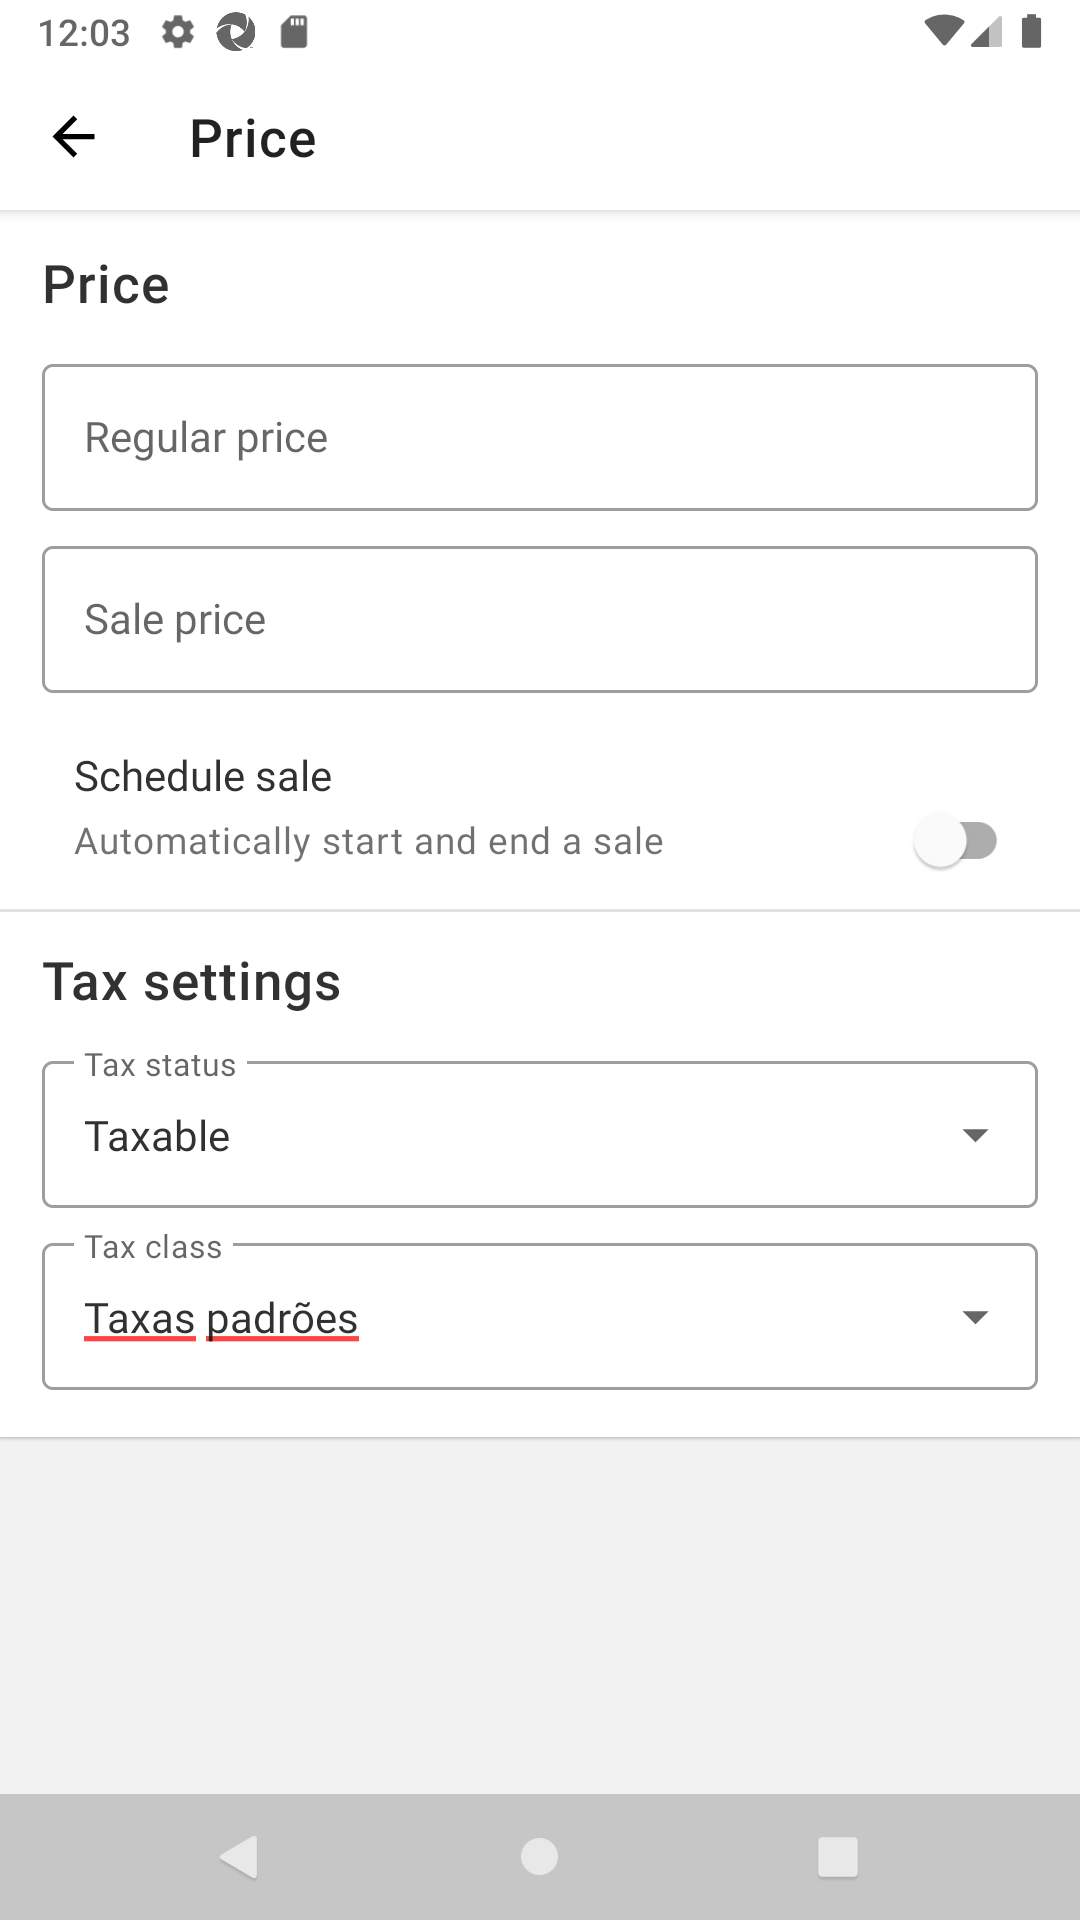 12:03
Price
Price
Regular price
Sale price
Schedule sale
Automatically start and end a sale
Tax settings
Tax status
Taxable
Tax class
Taxas padrões